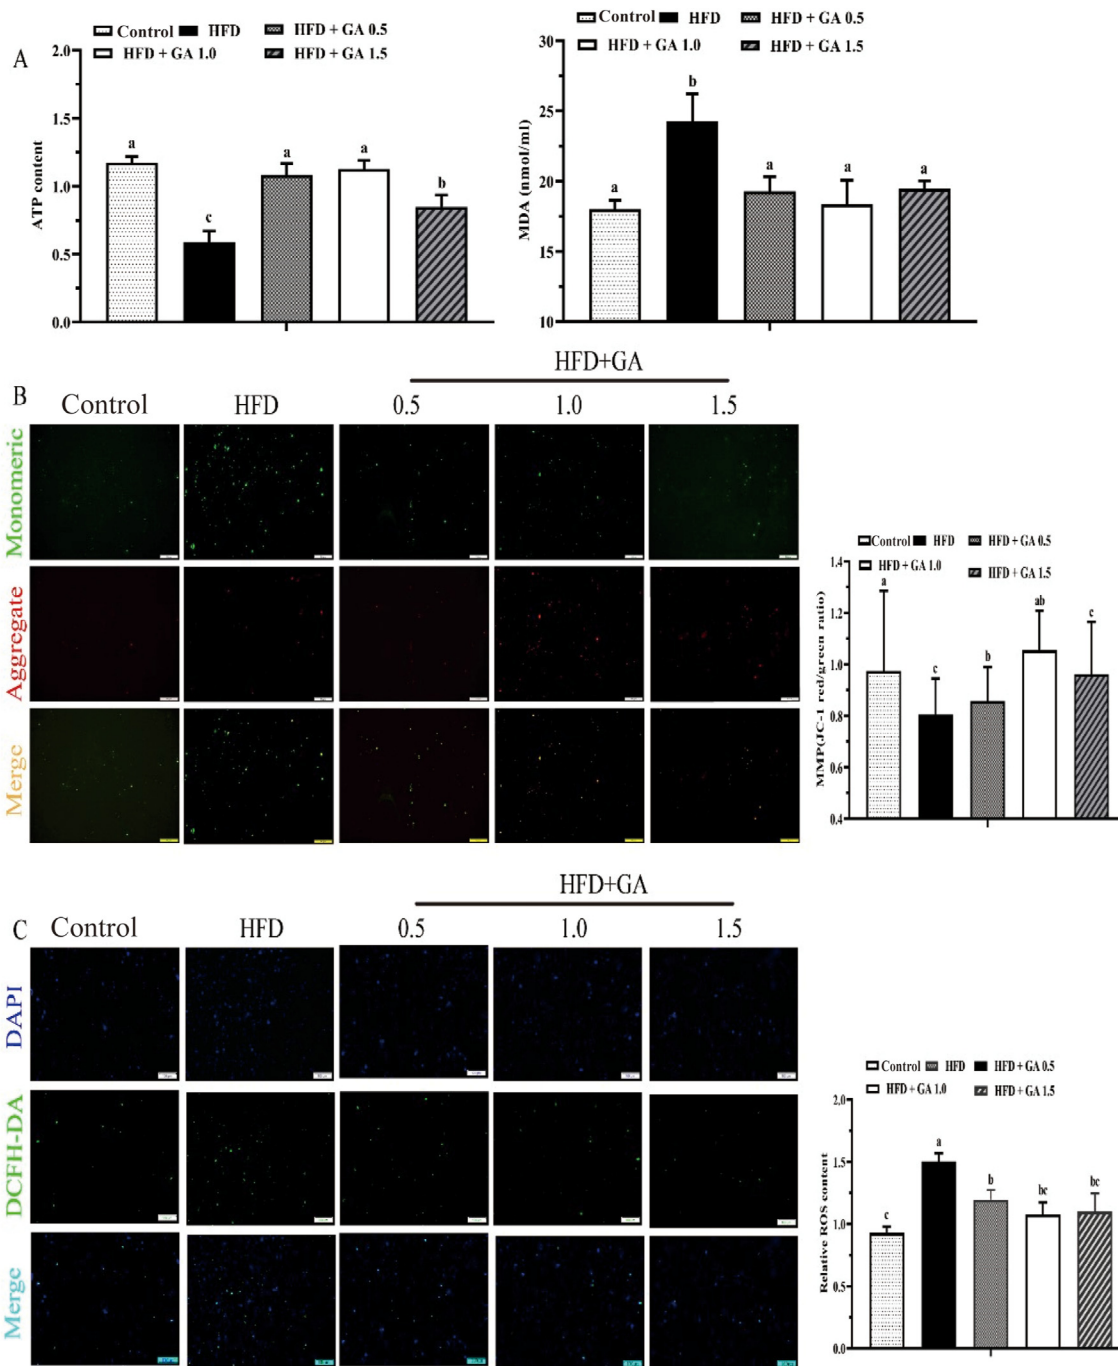 A
Control HFD HFD + GA 0.5
HFD + GA 1.0 HFD + GA 1.5
2.0
1.5
1.0
0.5
0.0
ATP content
a
c
a
a
b
Control HFD HFD + GA 0.5
HFD + GA 1.0 HFD + GA 1.5
30
25
20
15
10
MDA (nmol/ml)
a
b
a
a
a
B
HFD+GA
Control HFD 0.5 1.0 1.5
Monomeric
Aggregate
Merge
Control HFD HFD + GA 0.5
HFD + GA 1.0 HFD + GA 1.5
1.4
1.2
1.0
0.8
0.6
0.4
MMP(JC-1 red/green ratio)
a
c
b
ab
c
C
HFD+GA
Control HFD 0.5 1.0 1.5
DAPI
DCFH-DA
Merge
Control HFD HFD + GA 0.5
HFD + GA 1.0 HFD + GA 1.5
2.0
1.5
1.0
0.5
0.0
Relative ROS content
c
a
b
bc
bc